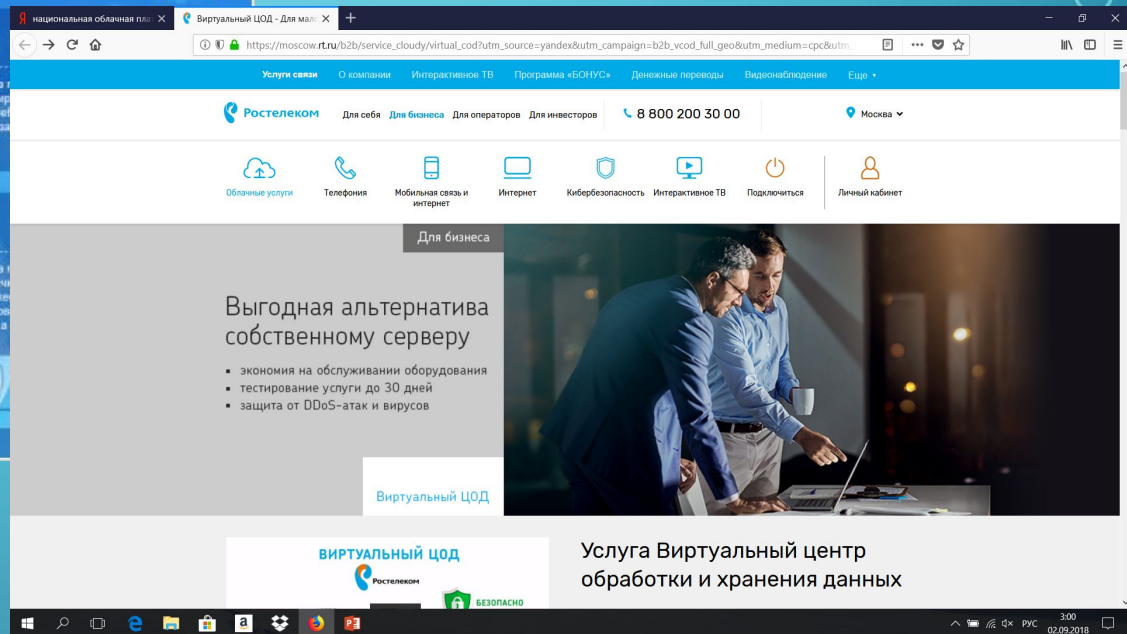 национальная облачная плат
Виртуальный ЦОД - Для мало
https://moscow.rt.ru/b2b/service_cloudy/virtual_cod?utm_source=yandex&utm_campaign=b2b_vcod_full_geo&utm_medium=cpc&utm_
Услуги связи О компании Интерактивное ТВ Программа «БОНУС» Денежные переводы Видеонаблюдение Еще
Ростелеком Для себя Для бизнеса Для операторов Для инвесторов 8 800 200 30 00 Москва
Облачные услуги Телефония Мобильная связь и Интернет Кибербезопасность Интерактивное ТВ Подключиться Личный кабинет
интернет
Для бизнеса
Выгодная альтернатива
собственному серверу
▪ экономия на обслуживании оборудования
▪ тестирование услуги до 30 дней
▪ защита от DDoS-атак и вирусов
Виртуальный ЦОД
ВИРТУАЛЬНЫЙ ЦОД
Ростелеком
БЕЗОПАСНО
Услуга Виртуальный центр
обработки и хранения данных
РУС
3:00
02.09.2018